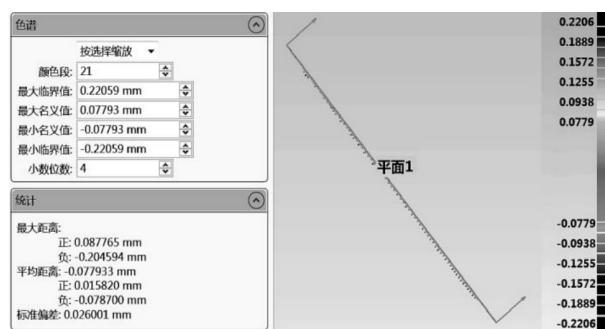 色谱
按选择缩放
颜色段: 21
最大临界值: 0.22059 mm
最大名义值: 0.07793 mm
最小名义值: -0.07793 mm
最小临界值: -0.22059 mm
小数位数: 4
统计
最大距离:
正: 0.087765 mm
负: -0.204594 mm
平均距离: -0.077933 mm
正: 0.015820 mm
负: -0.078700 mm
标准偏差: 0.026001 mm
平面1
0.2206
0.1889
0.1572
0.1255
0.0938
0.0779
-0.0779
-0.0938
-0.1255
-0.1572
-0.1889
-0.2206